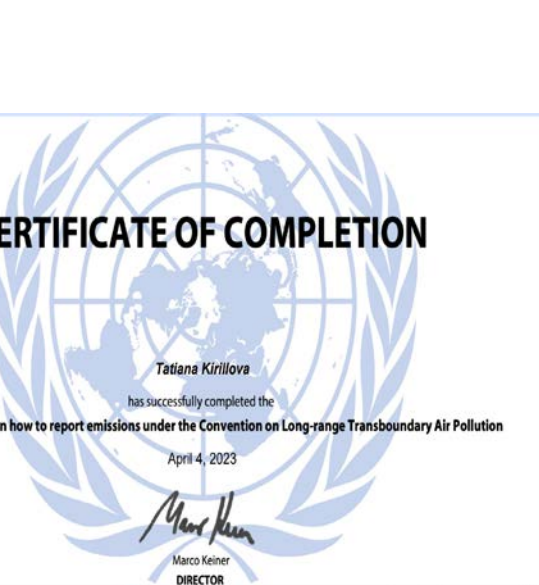 ERTIFICATE OF COMPLETION
Tatiana Kirillova
has successfully completed the
n how to report emissions under the Convention on Long-range Transboundary Air Pollution
April 4, 2023
Marco Keiner
DIRECTOR